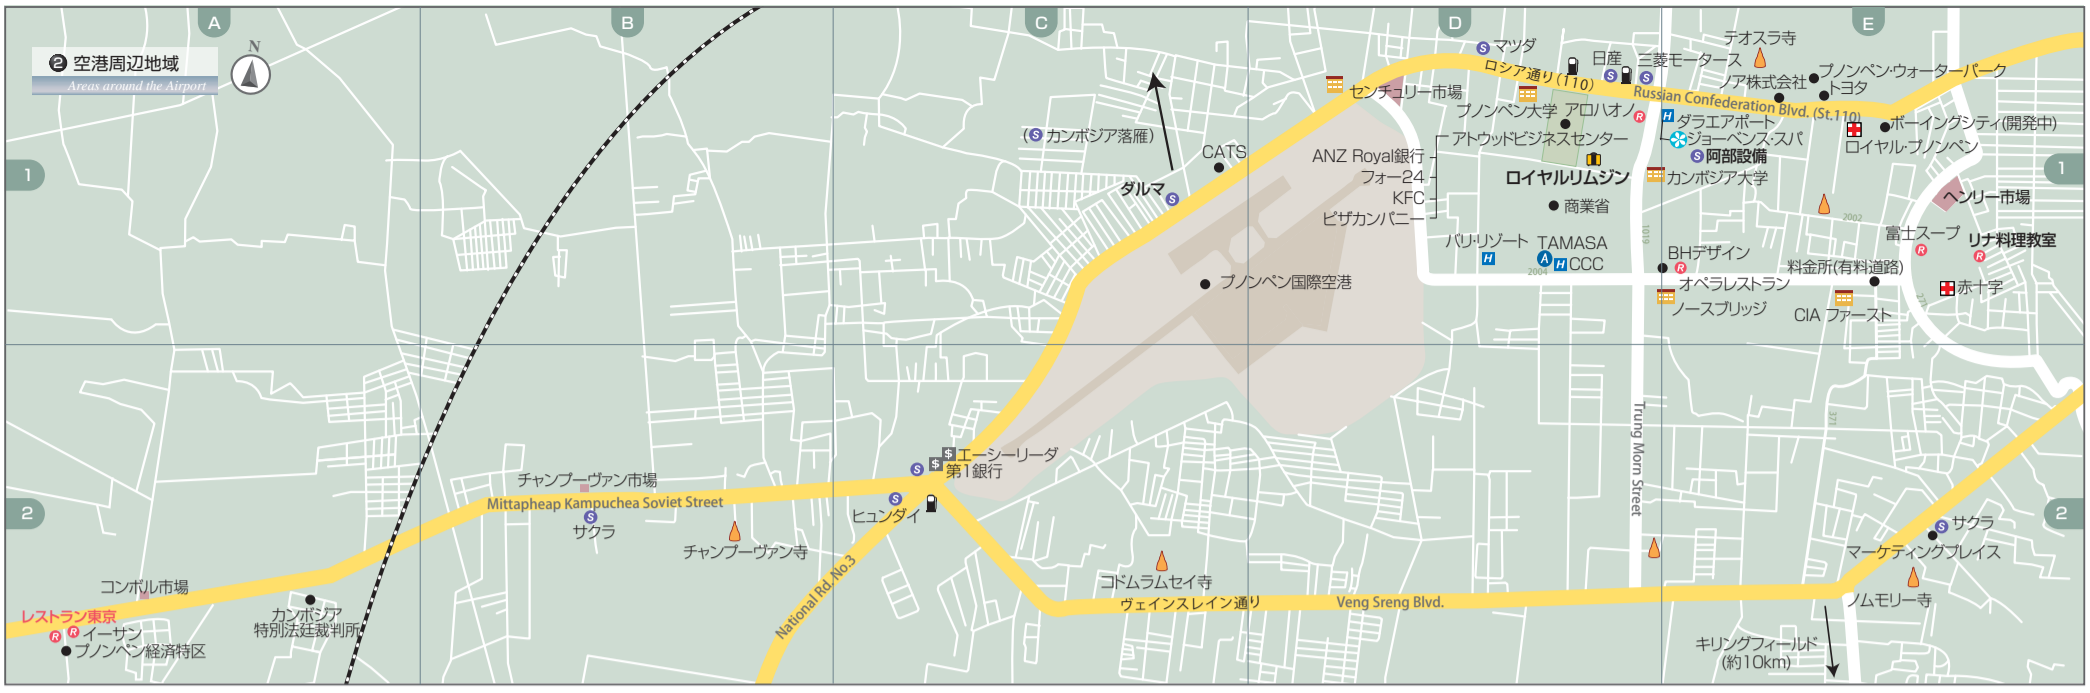 A
B
C
D
E
❷ 空港周辺地域
Areas around the Airport
N
1
1
2
2
マツダ
日産
三菱モータース
テオスラ寺
ロシア通り(110)
ノア株式会社
プノンペン・ウォーターパーク
トヨタ
Russian Confederation Blvd. (St.110)
センチュリー市場
プノンペン大学
アロハオノ
アトウッドビジネスセンター
ダラエアポート
ジョーペンス・スパ
阿部設備
ボーイングシティ(開発中)
ロイヤル・プノンペン
(Sカンボジア落雁)
CATS
ダルマ
ANZ Royal銀行
フォー24
KFC
ピザカンパニー
ロイヤルリムジン
カンボジア大学
商業省
ヘンリー市場
2002
1019
富士スープ
リナ料理教室
バリ・リゾート
TAMASA
CCC
2004
BHデザイン
オペラレストラン
ノースブリッジ
料金所(有料道路)
CIA ファースト
赤十字
271
プノンペン国際空港
371
Trung Morn Street
エーシーリーダ
第1銀行
チャンプーヴァン市場
Mittapheap Kampuchea Soviet Street
サクラ
チャンプーヴァン寺
ヒュンダイ
National Rd. No.3
サクラ
マーケティングプレイス
コドムラムセイ寺
ヴェインスレイン通り
Veng Sreng Blvd.
ノムモリー寺
コンボル市場
レストラン東京
イーサン
プノンペン経済特区
カンボジア
特別法廷裁判所
キリングフィールド
(約10km)